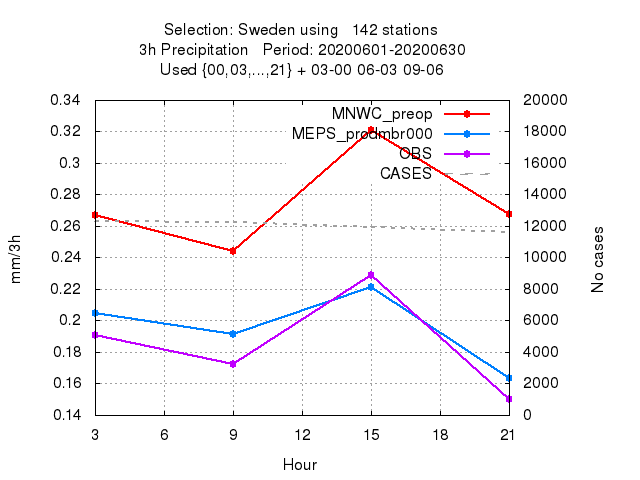 Selection: Sweden using   142 stations
3h Precipitation   Period: 20200601-20200630
Used {00,03,...,21} + 03-00 06-03 09-06
0.34
0.32
0.3
0.28
0.26
0.24
0.22
0.2
0.18
0.16
0.14
mm/3h
MNWC_preop
MEPS_prodmbr000
OBS
CASES
20000
18000
16000
14000
12000
10000
8000
6000
4000
2000
0
No cases
3 6 9 12 15 18 21
Hour